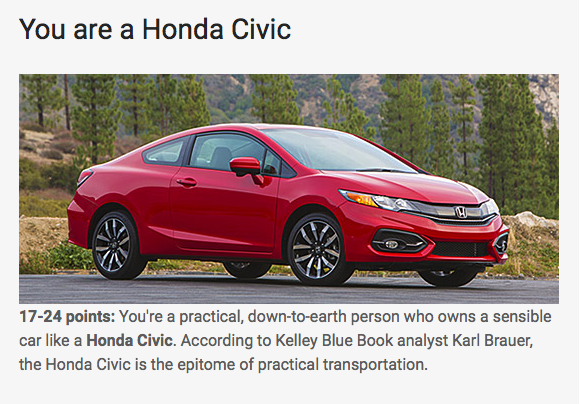 You are a Honda Civic
17-24 points: You're a practical, down-to-earth person who owns a sensible
car like a Honda Civic. According to Kelley Blue Book analyst Karl Brauer,
the Honda Civic is the epitome of practical transportation.